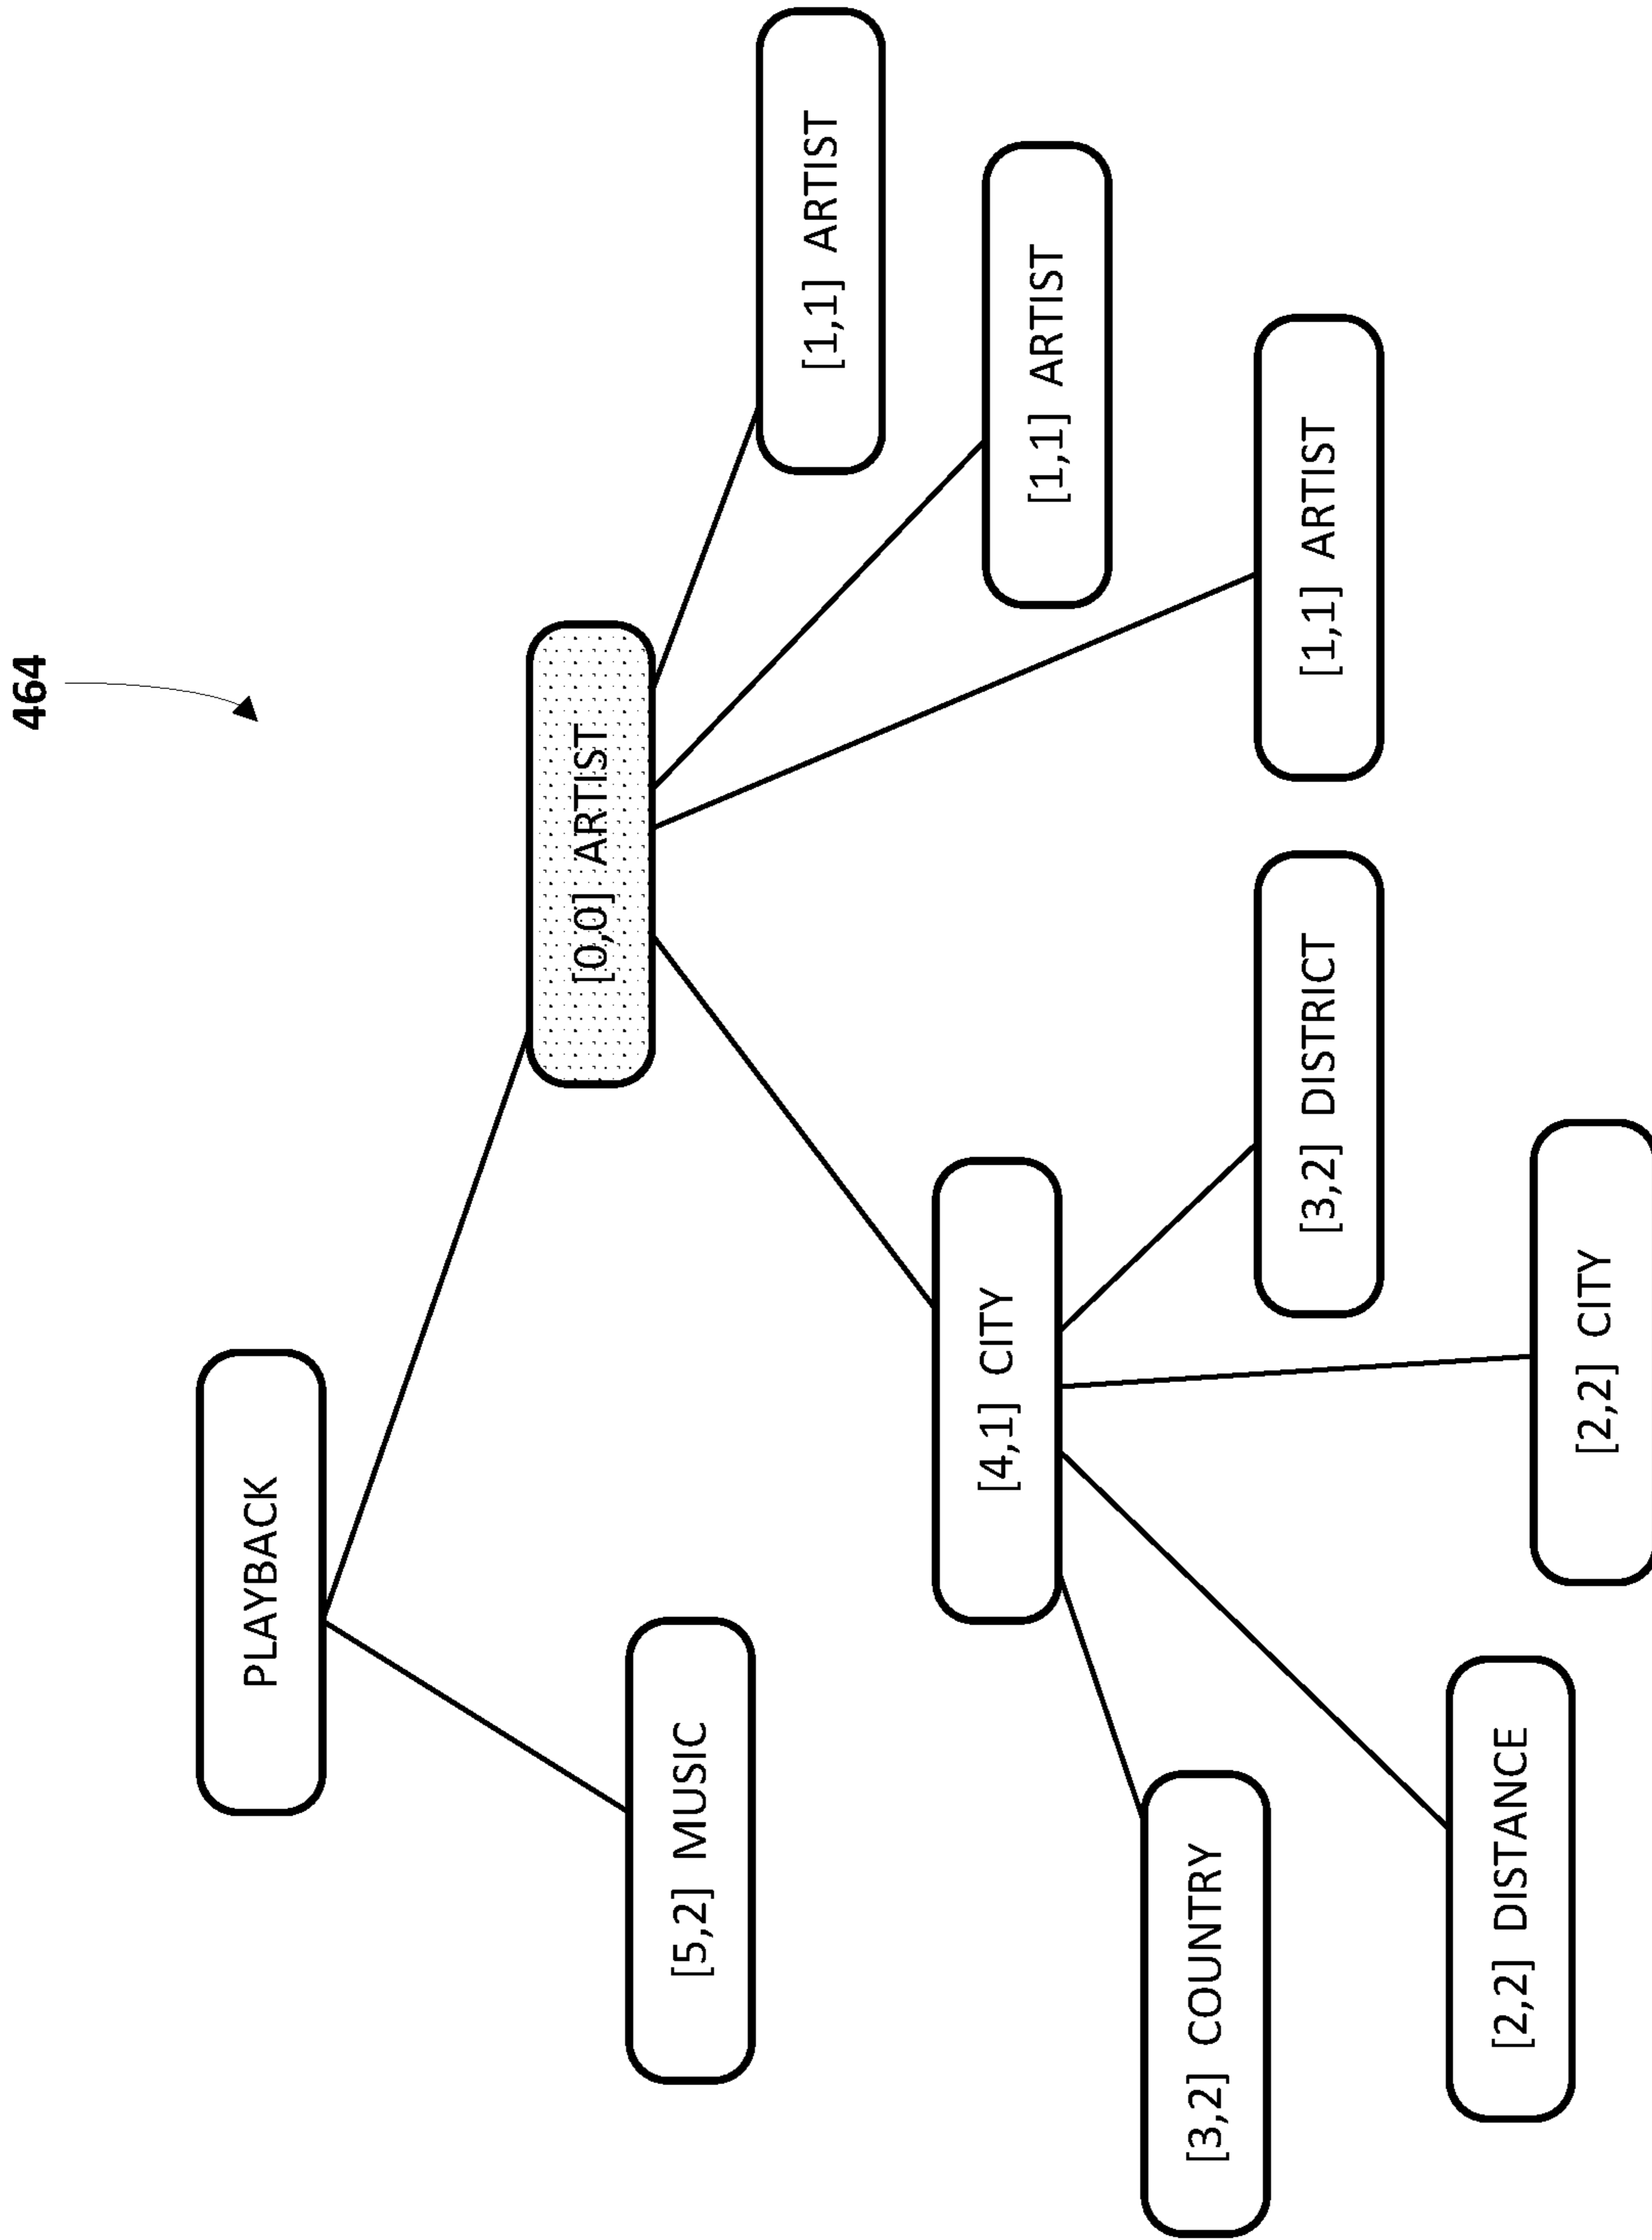 464
PLAYBACK
[5,2] MUSIC
[0,0] ARTIST
[1,1] ARTIST
[4,1] CITY
[1,1] ARTIST
[3,2] COUNTRY
[3,2] DISTRICT
[1,1] ARTIST
[2,2] DISTANCE
[2,2] CITY